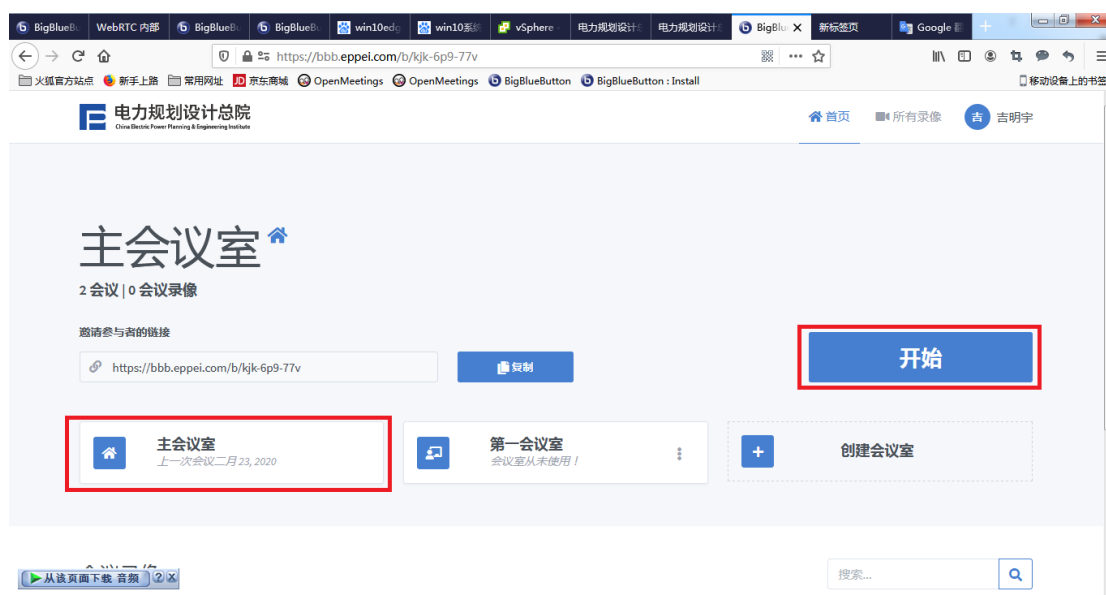 BigBlueBu
WebRTC 内部
BigBlueBu
BigBlueBu
win10edg
win10系统
vSphere -
电力规划设计总
电力规划设计总
BigBlu
新标签页
Google 翻
https://bbb.eppei.com/b/kjk-6p9-77v
火狐官方站点
新手上路
常用网址
JD 京东商城
OpenMeetings
OpenMeetings
BigBlueButton
BigBlueButton : Install
移动设备上的书签
电力规划设计总院
China Electric Power Planning & Engineering Institute
首页
所有录像
吉
吉明宇
主会议室
2 会议 | 0 会议录像
邀请参与者的链接
https://bbb.eppei.com/b/kjk-6p9-77v
复制
开始
主会议室
上一次会议二月 23, 2020
第一会议室
会议室从未使用！
创建会议室
从该页面下载 音频
搜索...